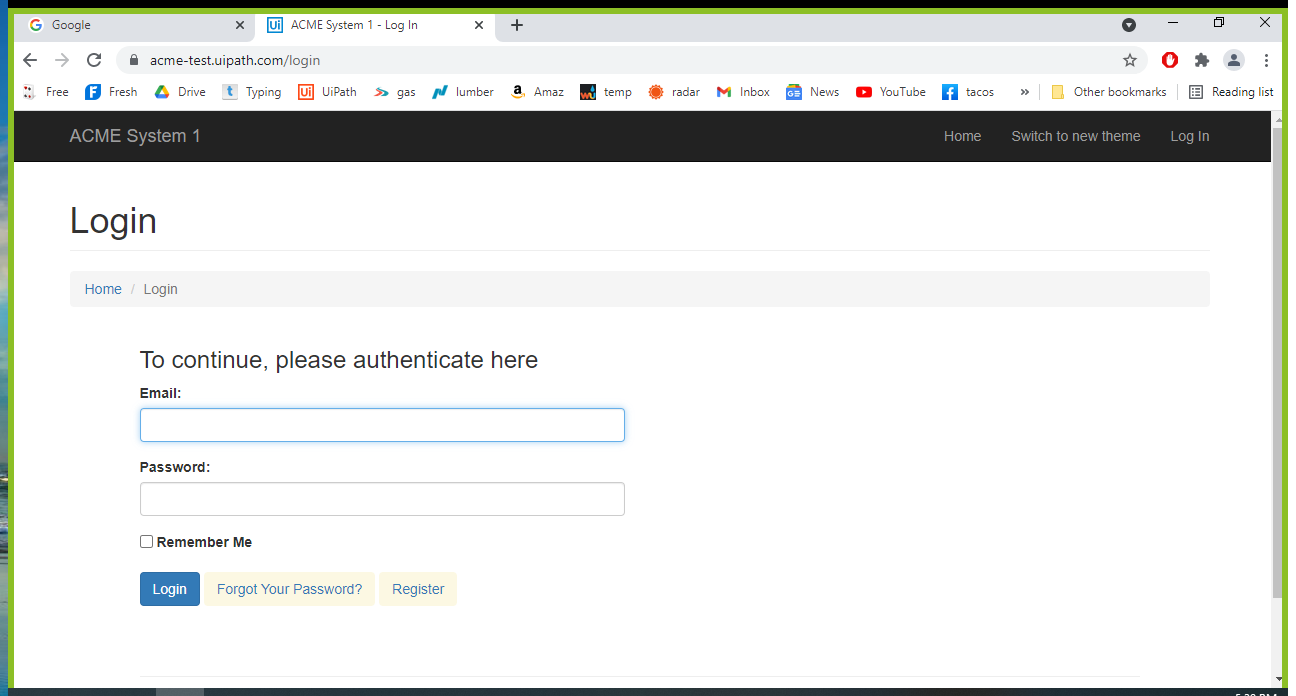 Google
Ui ACME System 1 - Log In
acme-test.uipath.com/login
Free Fresh Drive Typing UiPath gas lumber Amaz temp radar Inbox News YouTube tacos » Other bookmarks Reading list
ACME System 1 Home Switch to new theme Log In
Login
Home / Login
To continue, please authenticate here
Email:
Password:
Remember Me
Login Forgot Your Password? Register